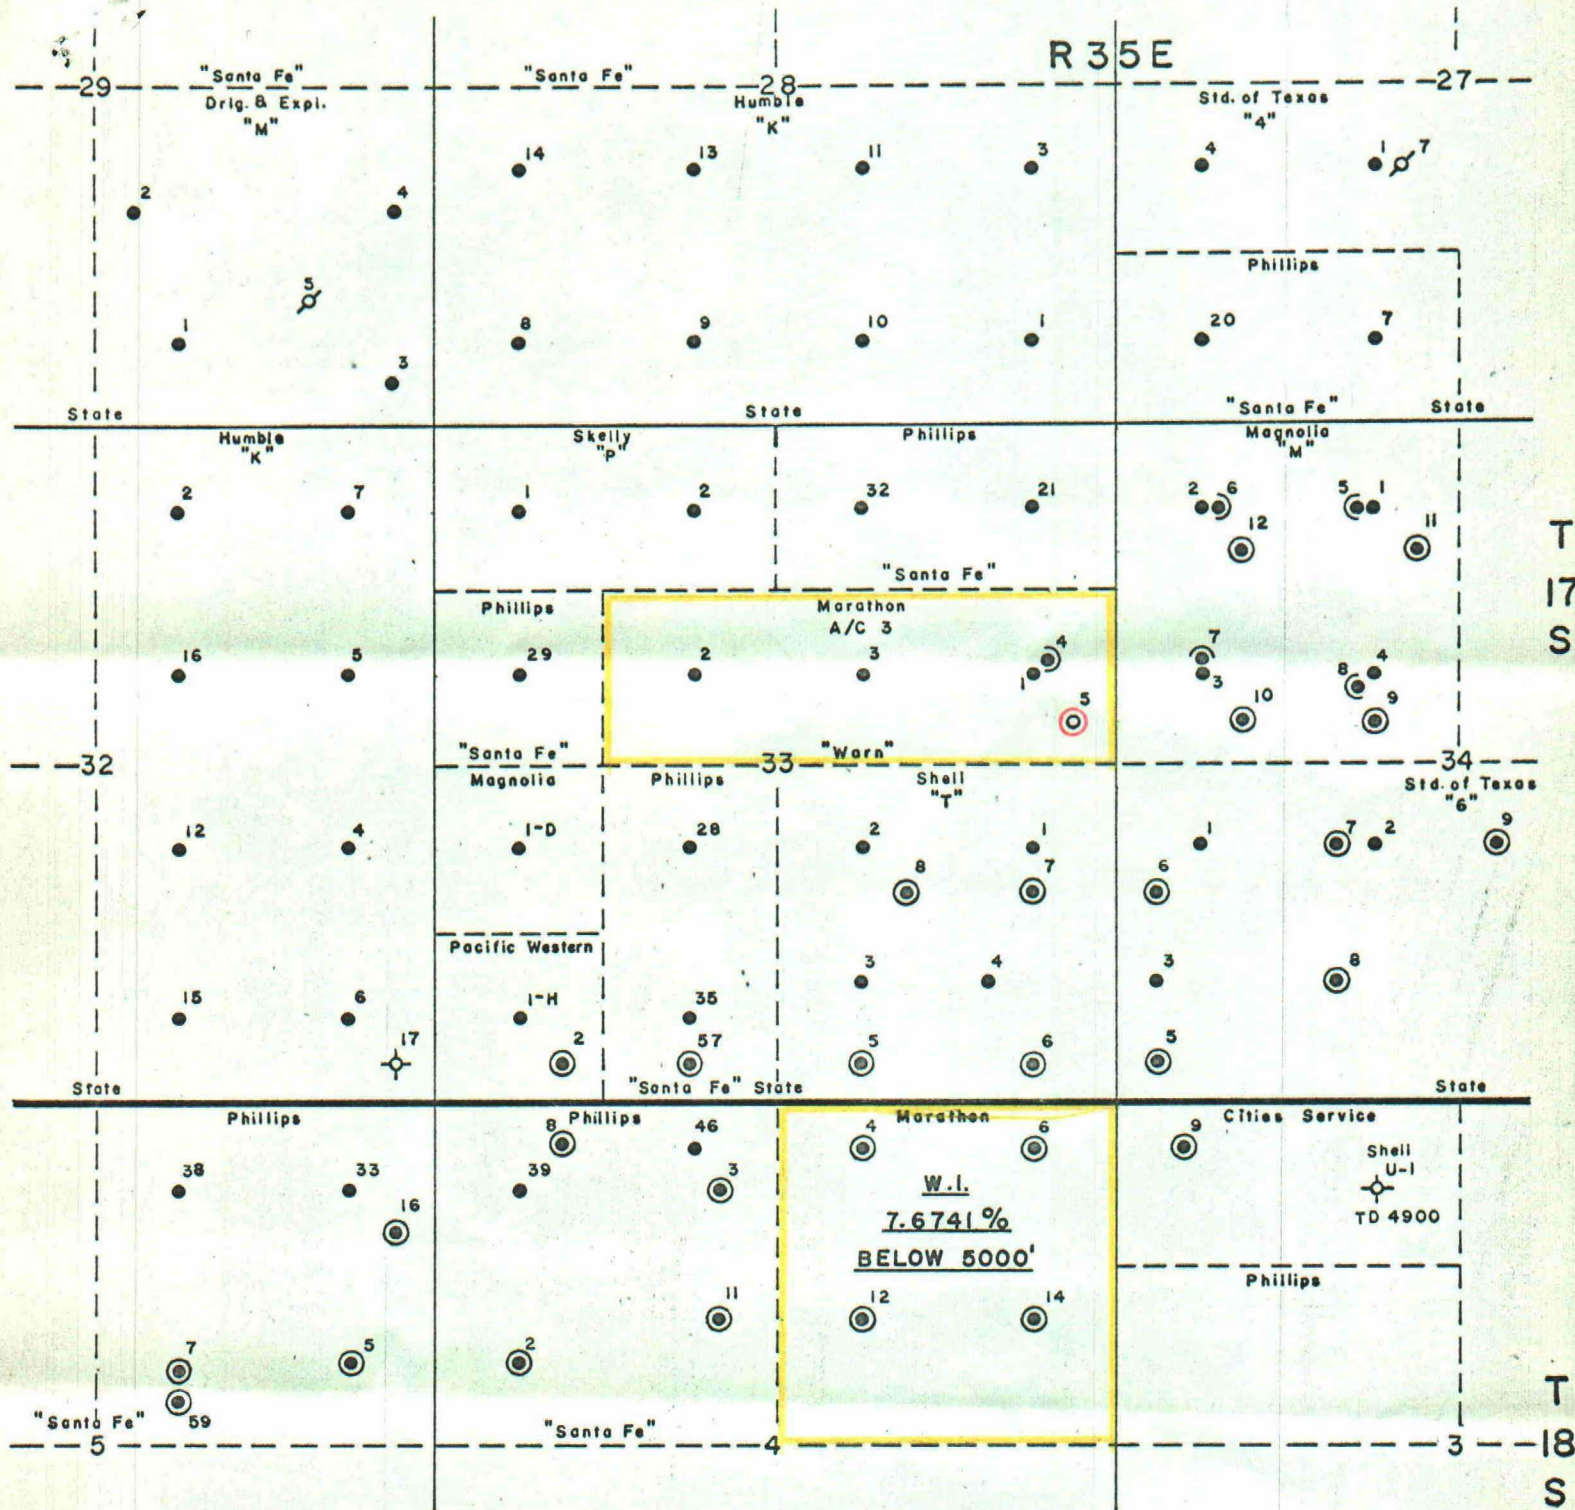 R 35E
29 "Santa Fe" "Santa Fe" 28 27
Drlg. & Expl. Humble Std. of Texas
"M" "K" "4"
14 13 11 3 4 1 7
2 4
Phillips
5
1 8 9 10 1 20 7
3
State State "Santa Fe" State
Humble Skelly Phillips Magnolia
"K" "P" "M"
2 7 1 2 32 21 2 6 5 1
12 11
T
17
S
"Santa Fe"
Phillips Marathon
A/C 3
16 5 29 2 3 4 7 4
1 3 8
5 10 9
"Santa Fe" "Warn"
32 33 34
Magnolia Phillips Shell Std. of Texas
"T" "6"
12 4 1-D 28 2 1 1 7 2 9
8 7 6
Pacific Western
3 4 3 8
15 6 1-H 35
17 2 57 5 6 5
State "Santa Fe" State State
Phillips Phillips Marathon Cities Service
8 46 4 6 9
Shell
U-1
TD 4900
38 33 39 3
W.I.
7.6741 %
BELOW 5000'
16
Phillips
11 12 14
7 5 2
59
"Santa Fe" "Santa Fe"
5 4 3
T
18
S